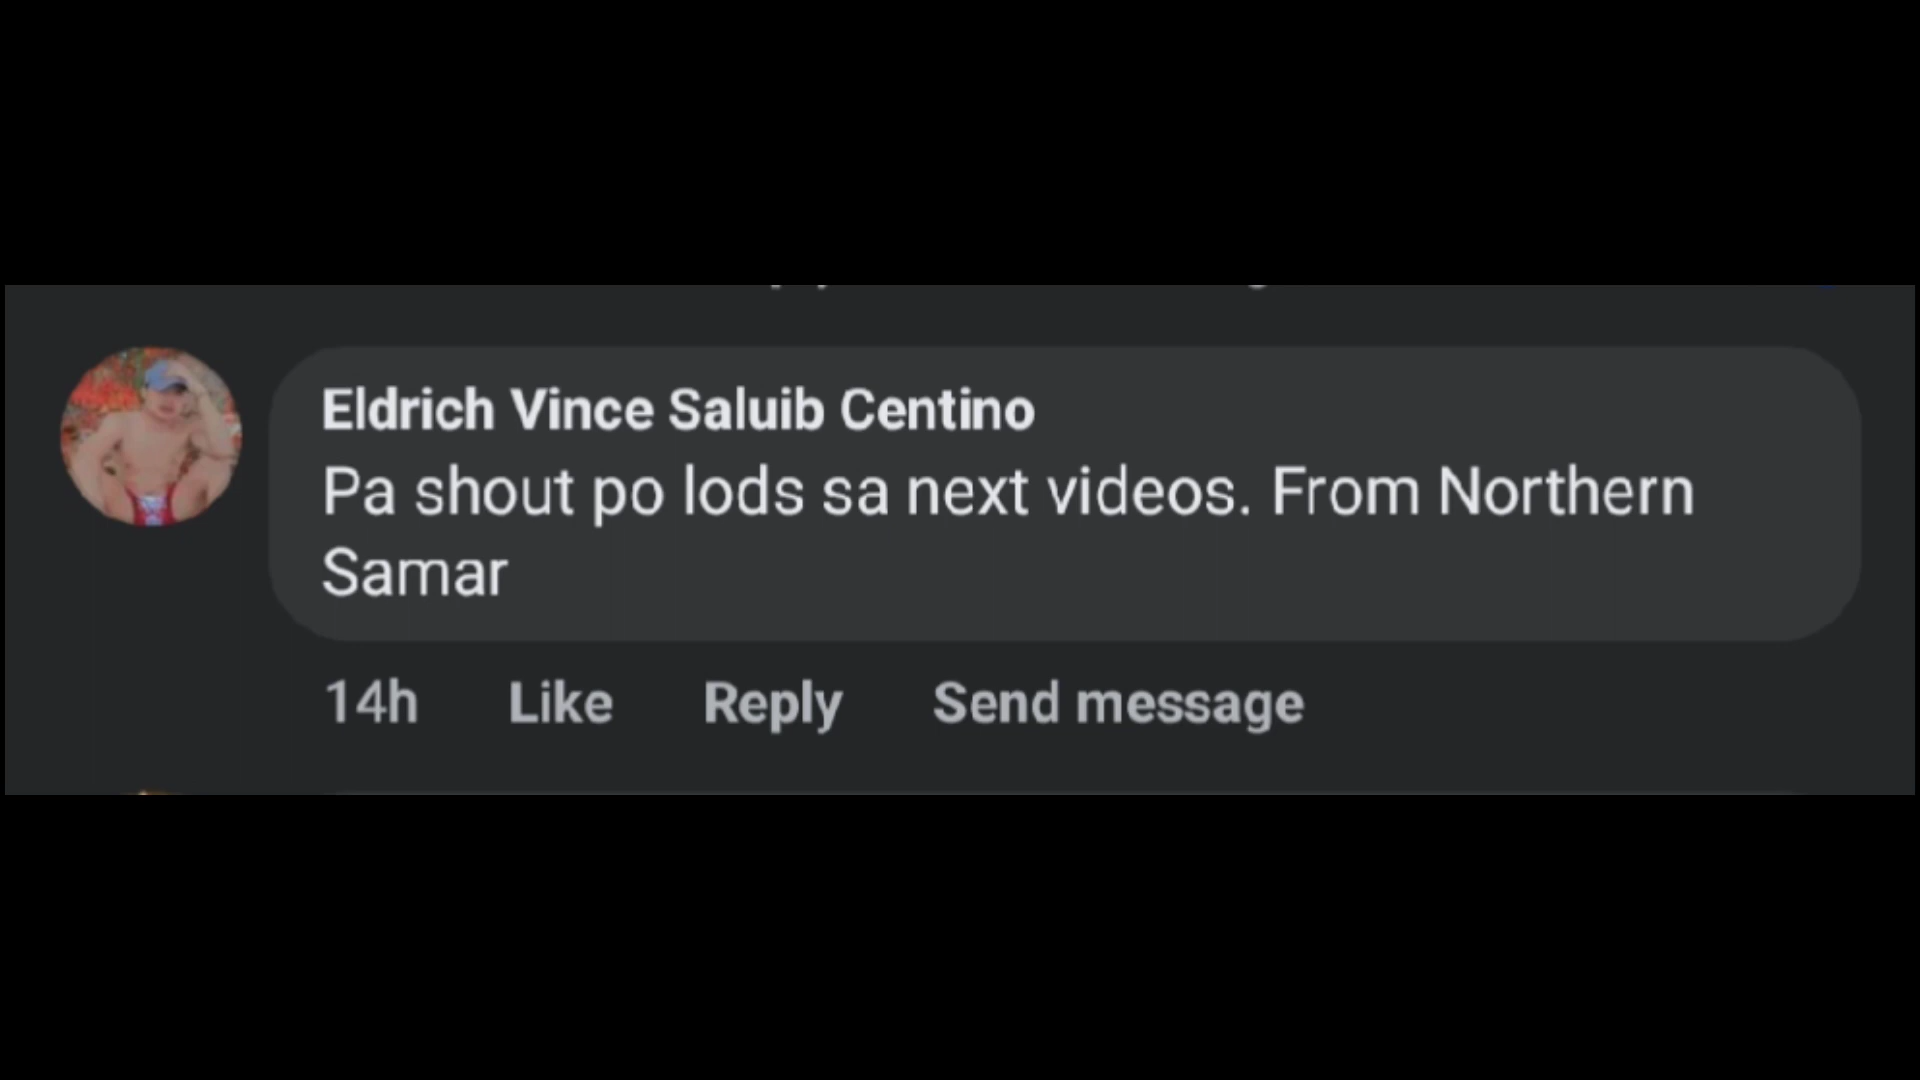 Eldrich Vince Saluib Centino
Pa shout po lods sa next videos. From Northern
Samar
14h Like Reply Send message